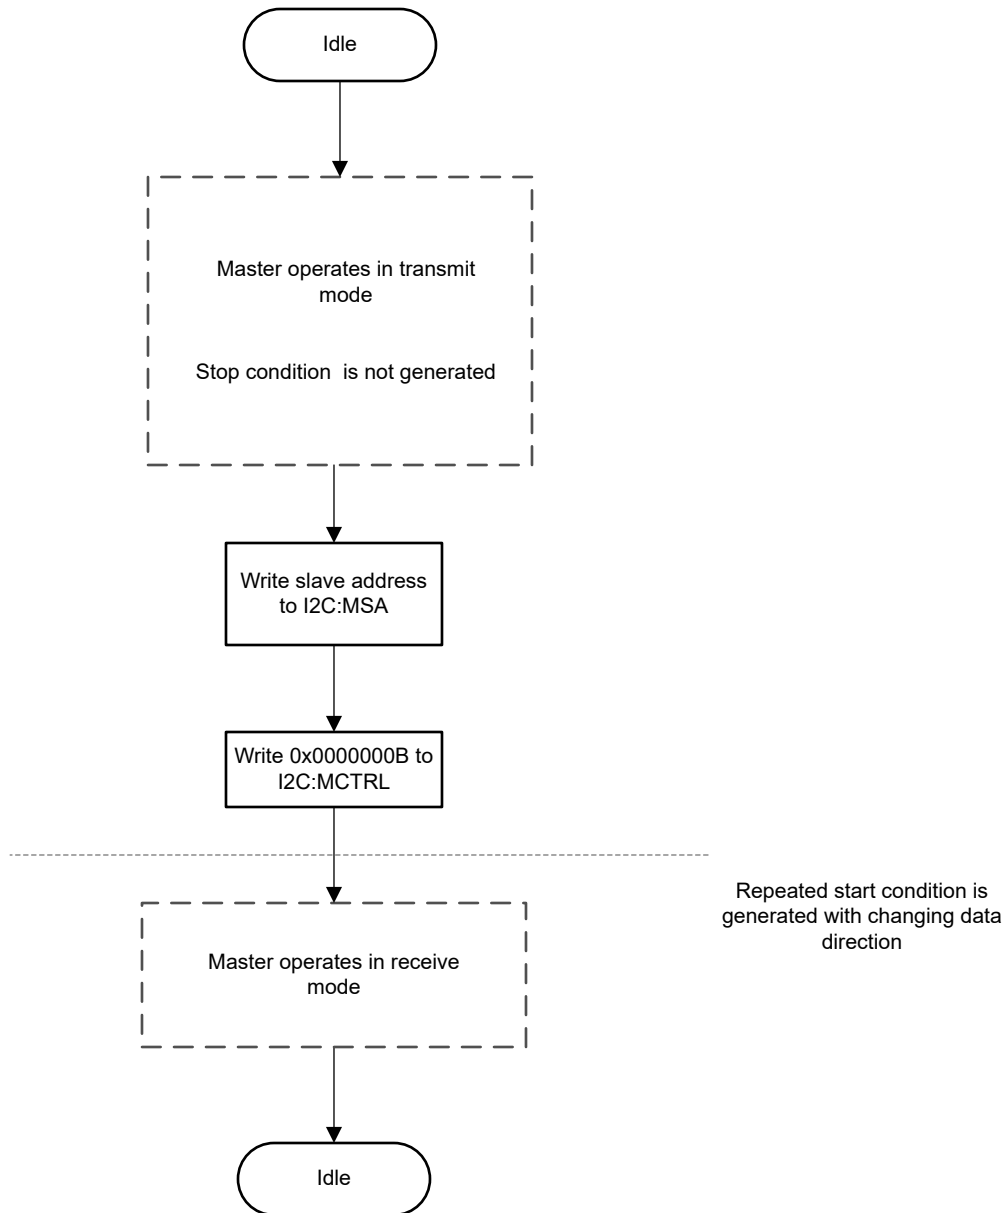 Idle
Master operates in transmit
mode
Stop condition  is not generated
Write slave address
to I2C:MSA
Write 0x0000000B to
I2C:MCTRL
Repeated start condition is
generated with changing data
direction
Master operates in receive
mode
Idle